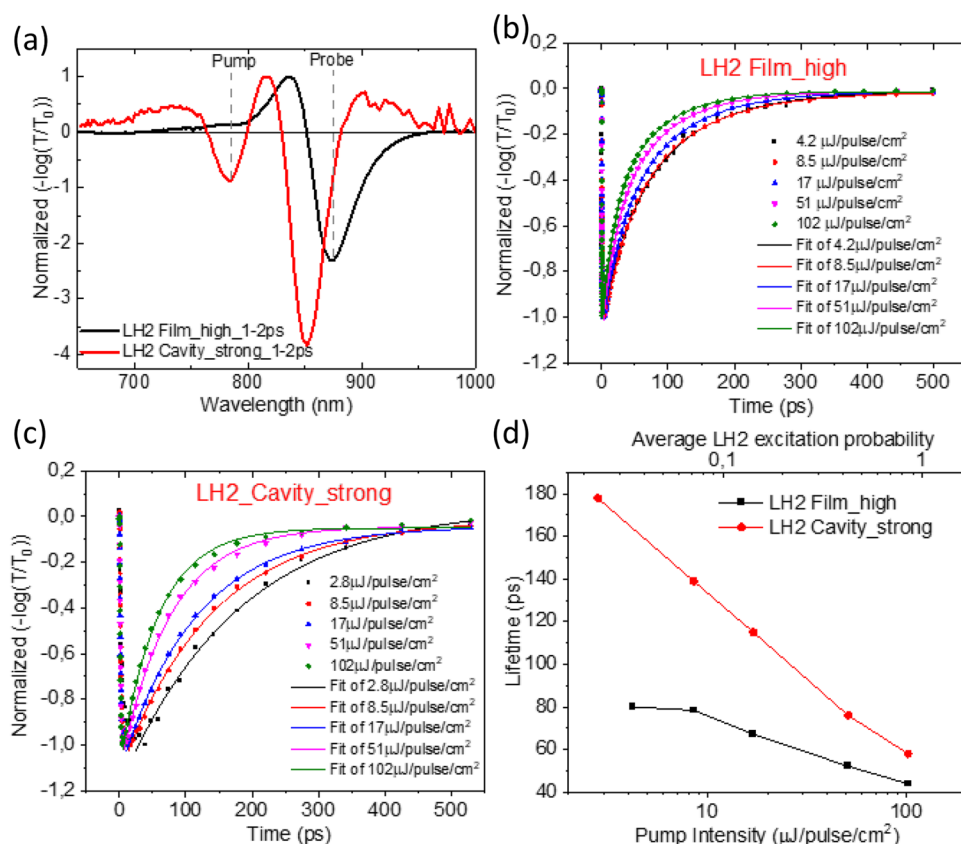 (a)
Pump
Probe
1
0
-1
-2
-3
-4
Normalized (-log(T/T₀))
LH2 Film_high_1-2ps
LH2 Cavity_strong_1-2ps
700
800
900
1000
Wavelength (nm)
(b)
0,2
0,0
-0,2
-0,4
-0,6
-0,8
-1,0
-1,2
Normalized (-log(T/T₀))
LH2 Film_high
4.2 µJ/pulse/cm²
8.5 µJ/pulse/cm²
17 µJ/pulse/cm²
51 µJ/pulse/cm²
102 µJ/pulse/cm²
Fit of 4.2µJ/pulse/cm²
Fit of 8.5µJ/pulse/cm²
Fit of 17µJ/pulse/cm²
Fit of 51µJ/pulse/cm²
Fit of 102µJ/pulse/cm²
0
100
200
300
400
500
Time (ps)
(c)
0,2
0,0
-0,2
-0,4
-0,6
-0,8
-1,0
-1,2
Normalized (-log(T/T₀))
LH2_Cavity_strong
2.8µJ/pulse/cm²
8.5µJ/pulse/cm²
17µJ/pulse/cm²
51µJ/pulse/cm²
102µJ/pulse/cm²
Fit of 2.8µJ/pulse/cm²
Fit of 8.5µJ/pulse/cm²
Fit of 17µJ/pulse/cm²
Fit of 51µJ/pulse/cm²
Fit of 102µJ/pulse/cm²
0
100
200
300
400
500
Time (ps)
(d)
Average LH2 excitation probability
0,1
1
180
160
140
120
100
80
60
40
Lifetime (ps)
LH2 Film_high
LH2 Cavity_strong
10
100
Pump Intensity (µJ/pulse/cm²)